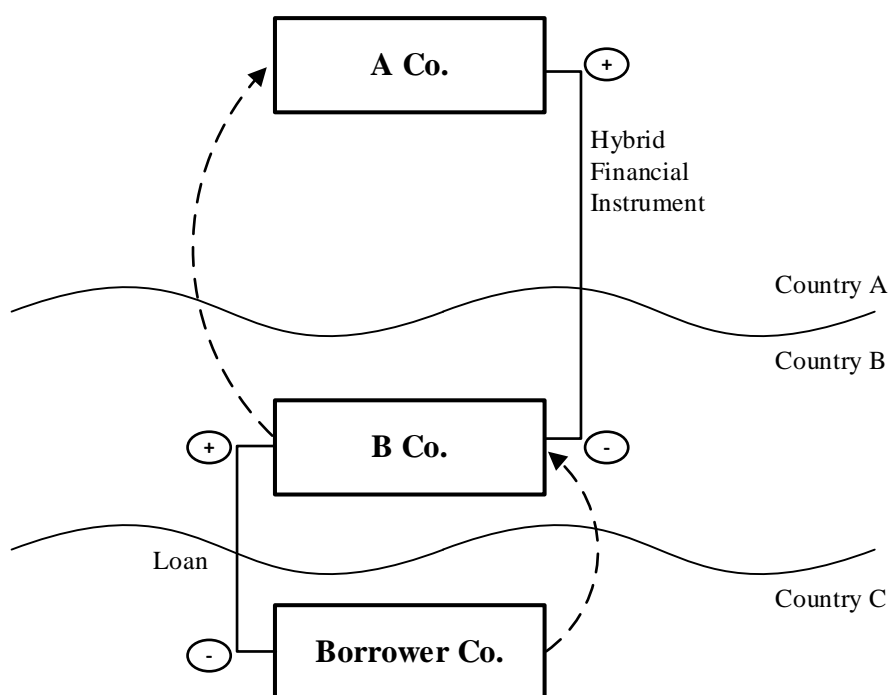 A Co.
+
Hybrid
Financial
Instrument
Country A
Country B
+
B Co.
-
Loan
Country C
-
Borrower Co.